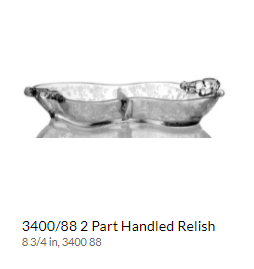 3400/88 2 Part Handled Relish
8 3/4 in, 3400 88